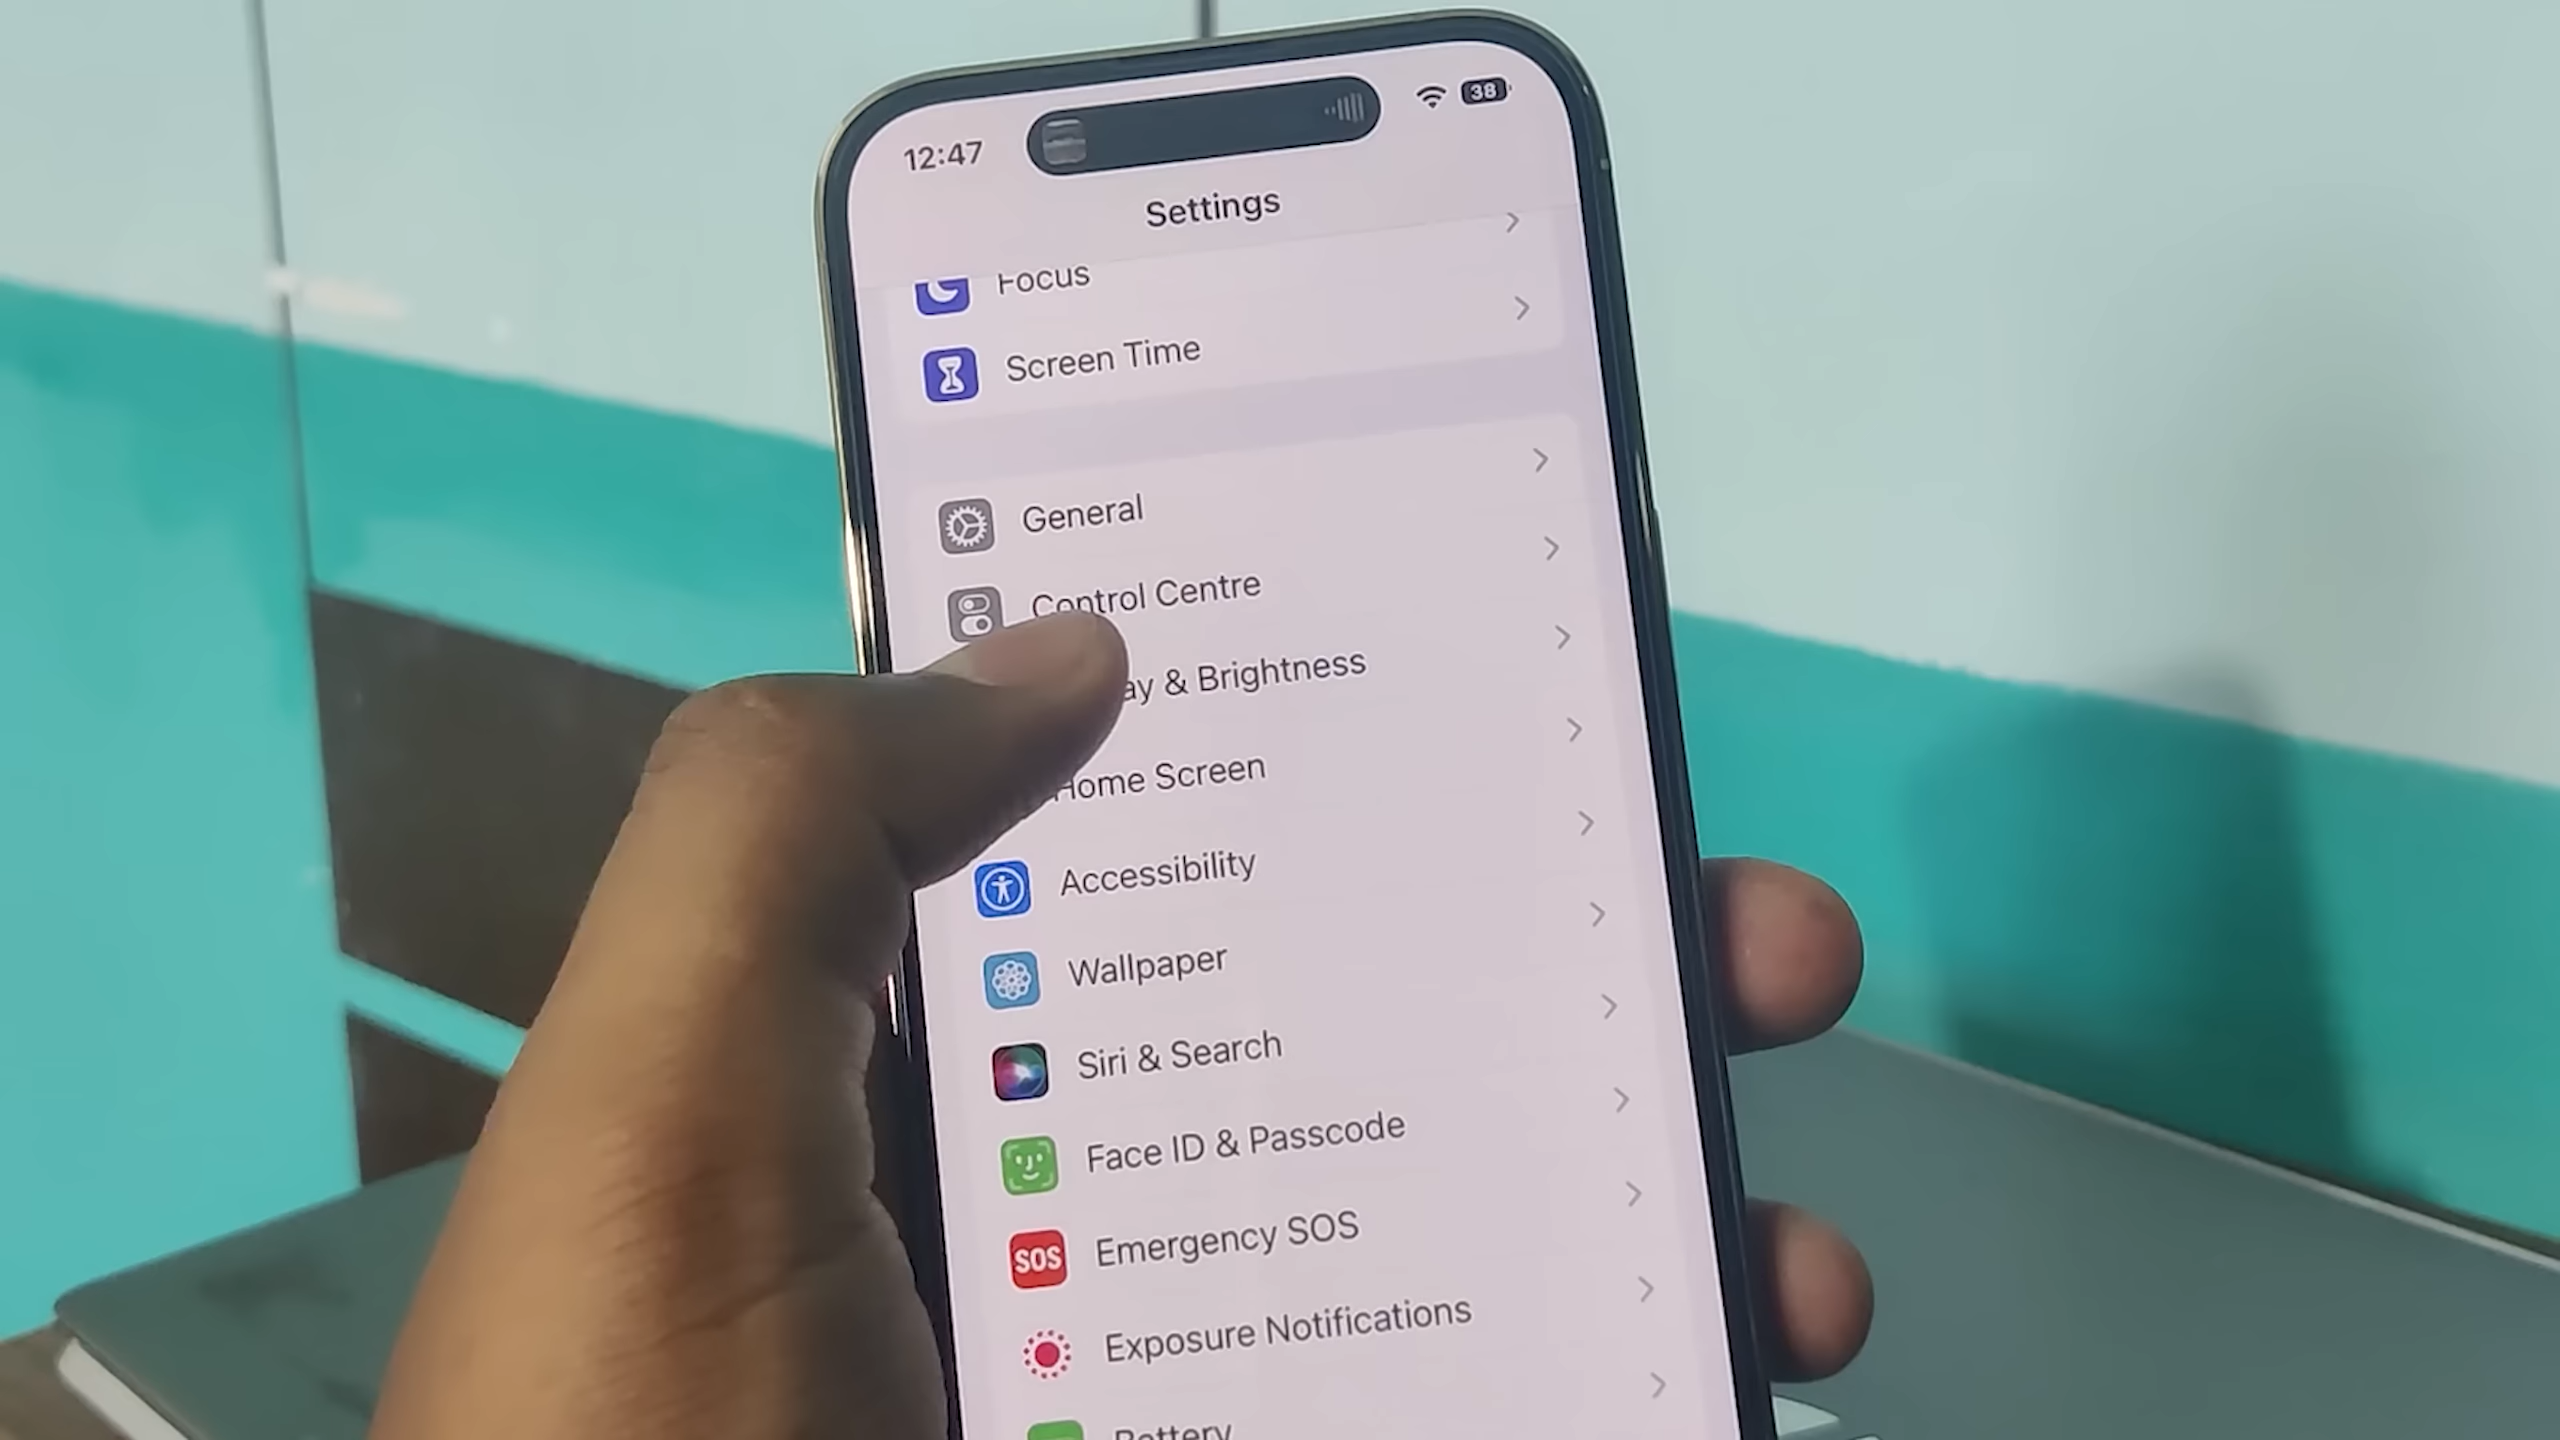 12:47
38
Settings
Focus
Screen Time
General
Control Centre
& Brightness
Home Screen
Accessibility
Wallpaper
Siri & Search
Face ID & Passcode
SOS Emergency SOS
Exposure Notifications
Battery